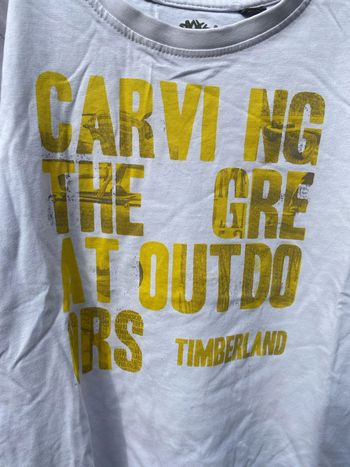 CARVI NG
THE GRE
AT OUTDO
ORS TIMBERLAND